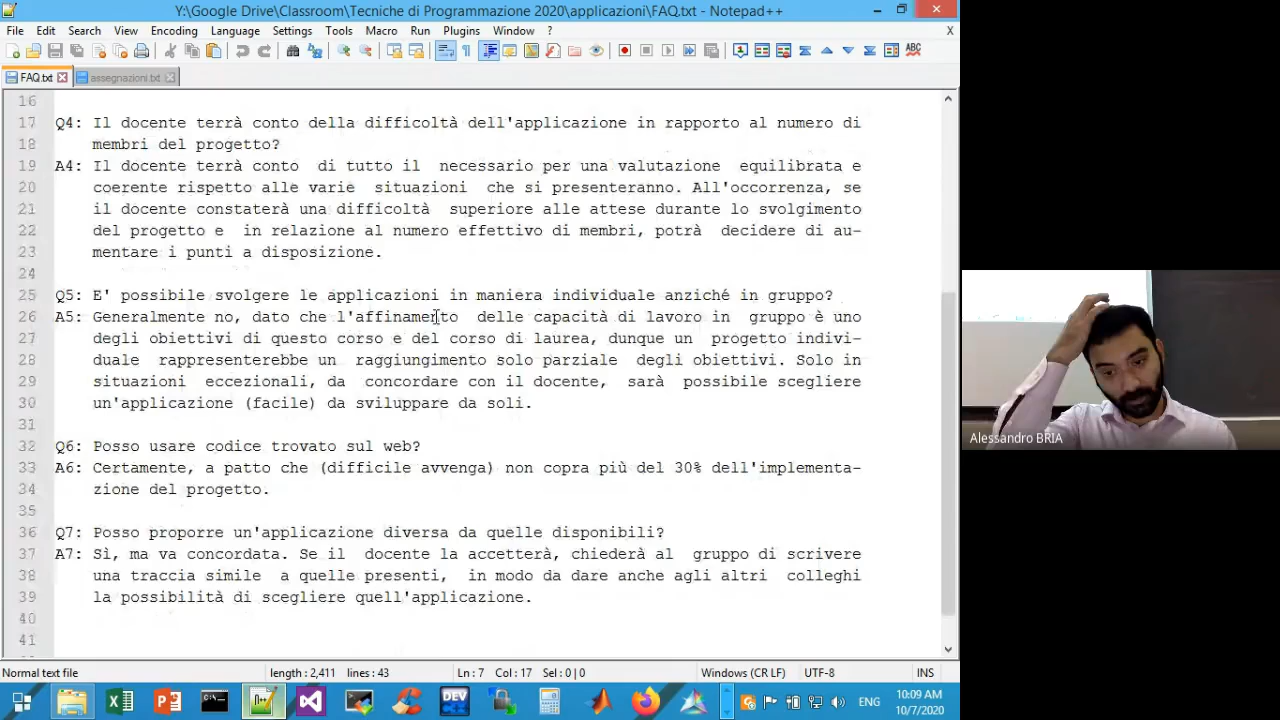 Y:\Google Drive\Classroom\Tecniche di Programmazione 2020\applicazioni\FAQ.txt - Notepad++
File Edit Search View Encoding Language Settings Tools Macro Run Plugins Window ? X
FAQ.txt assegnazioni.txt
16
17 Q4: Il docente terrà conto della difficoltà dell'applicazione in rapporto al numero di
18 membri del progetto?
19 A4: Il docente terrà conto di tutto il necessario per una valutazione equilibrata e
20 coerente rispetto alle varie situazioni che si presenteranno. All'occorrenza, se
21 il docente constaterà una difficoltà superiore alle attese durante lo svolgimento
22 del progetto e in relazione al numero effettivo di membri, potrà decidere di au-
23 mentare i punti a disposizione.
24
25 Q5: E' possibile svolgere le applicazioni in maniera individuale anziché in gruppo?
26 A5: Generalmente no, dato che l'affinamento delle capacità di lavoro in gruppo è uno
27 degli obiettivi di questo corso e del corso di laurea, dunque un progetto indivi-
28 duale rappresenterebbe un raggiungimento solo parziale degli obiettivi. Solo in
29 situazioni eccezionali, da concordare con il docente, sarà possibile scegliere
30 un'applicazione (facile) da sviluppare da soli.
31
32 Q6: Posso usare codice trovato sul web?
33 A6: Certamente, a patto che (difficile avvenga) non copra più del 30% dell'implementa-
34 zione del progetto.
35
36 Q7: Posso proporre un'applicazione diversa da quelle disponibili?
37 A7: Sì, ma va concordata. Se il docente la accetterà, chiederà al gruppo di scrivere
38 una traccia simile a quelle presenti, in modo da dare anche agli altri colleghi
39 la possibilità di scegliere quell'applicazione.
40
41
Alessandro BRIA
Normal text file length : 2,411 lines : 43 Ln : 7 Col : 17 Sel : 0 | 0 Windows (CR LF) UTF-8 INS
DEV
ENG
10:09 AM
10/7/2020